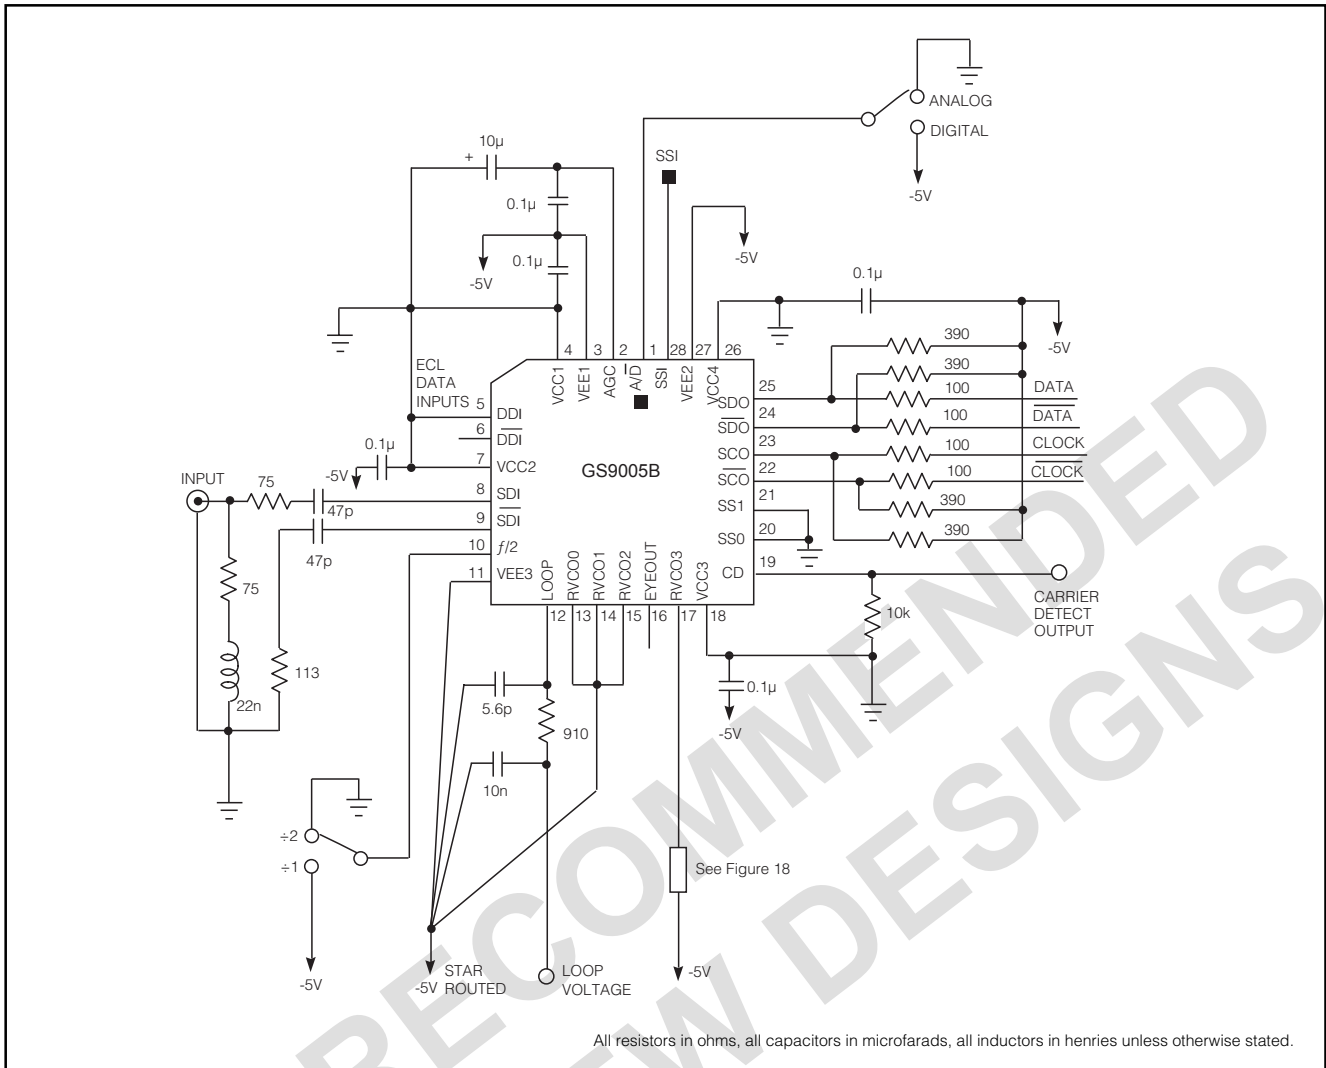 ANALOG
DIGITAL
-5V
10µ
+
SSI
0.1µ
-5V
0.1µ
-5V
0.1µ
-5V
390
390
100
DATA
100
DATA
100
CLOCK
100
CLOCK
390
390
4 3 2 1 28 27 26
VCC1 VEE1 AGC A/D SSI VEE2 VCC4
ECL
DATA
INPUTS
5 DDI
6 DDI
7 VCC2
8 SDI
9 SDI
10 ƒ/2
11 VEE3
GS9005B
25 SDO
24 SDO
23 SCO
22 SCO
21 SS1
20 SS0
19 CD
LOOP RVCO0 RVCO1 RVCO2 EYEOUT RVCO3 VCC3
12 13 14 15 16 17 18
0.1µ
-5V
INPUT
75
47p
47p
75
113
22n
CARRIER
DETECT
OUTPUT
10k
0.1µ
-5V
5.6p
910
10n
÷2
÷1
-5V
See Figure 18
-5V
STAR
ROUTED
LOOP
VOLTAGE
-5V
All resistors in ohms, all capacitors in microfarads, all inductors in henries unless otherwise stated.
RECOMMENDED
EW DESIGNS